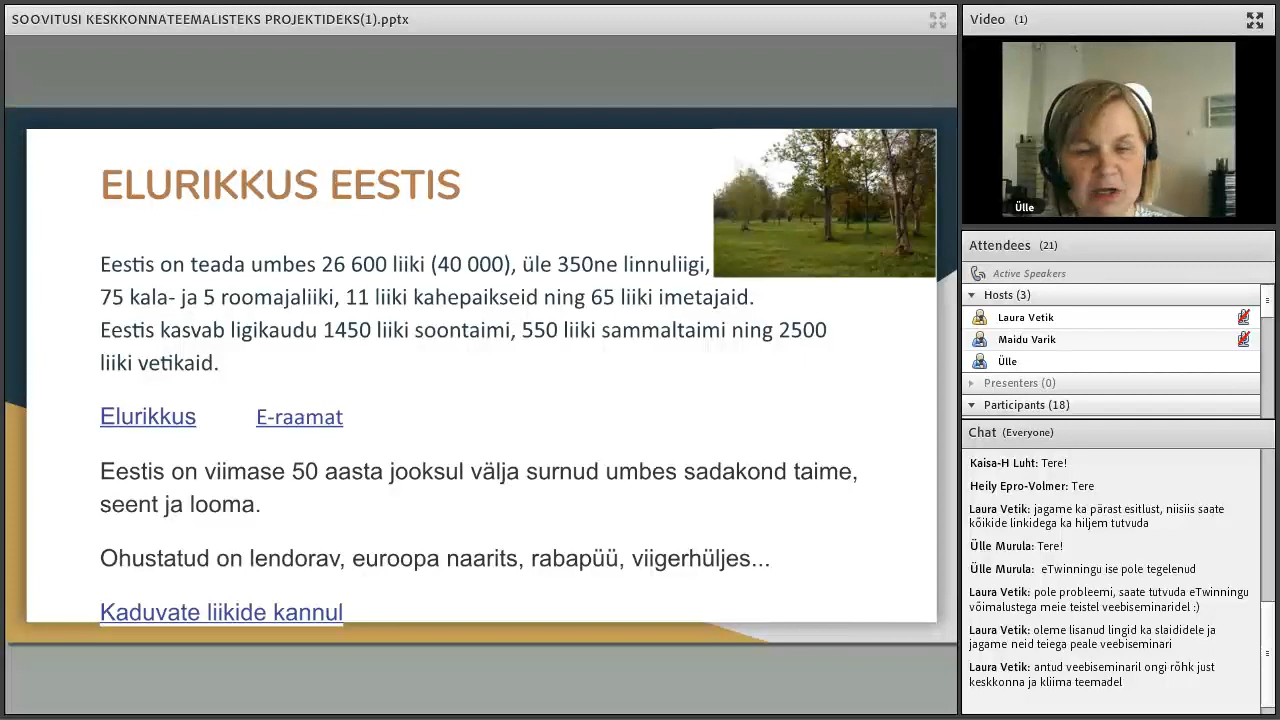 SOOVITUSI KESKKONNATEEMALISTEKS PROJEKTIDEKS(1).pptx
ELURIKKUS EESTIS
Eestis on teada umbes 26 600 liiki (40 000), üle 350ne linnuliigi,
75 kala- ja 5 roomajaliiki, 11 liiki kahepaikseid ning 65 liiki imetajaid.
Eestis kasvab ligikaudu 1450 liiki soontaimi, 550 liiki sammaltaimi ning 2500
liiki vetikaid.
Elurikkus E-raamat
Eestis on viimase 50 aasta jooksul välja surnud umbes sadakond taime,
seent ja looma.
Ohustatud on lendorav, euroopa naarits, rabapüü, viigerhüljes...
Kaduvate liikide kannul
Video (1)
Ülle
Attendees (21)
Active Speakers
Hosts (3)
Laura Vetik
Maidu Varik
Ülle
Presenters (0)
Participants (18)
Chat (Everyone)
Kaisa-H Luht: Tere!
Heily Epro-Volmer: Tere
Laura Vetik: jagame ka pärast esitlust, niisiis saate
kõikide linkidega ka hiljem tutvuda
Ülle Murula: Tere!
Ülle Murula: eTwinningu ise pole tegelenud
Laura Vetik: pole probleemi, saate tutvuda eTwinningu
võimalustega meie teistel veebiseminaridel :)
Laura Vetik: oleme lisanud lingid ka slaididele ja
jagame neid teiega peale veebiseminari
Laura Vetik: antud veebiseminaril ongi rõhk just
keskkonna ja kliima teemadel